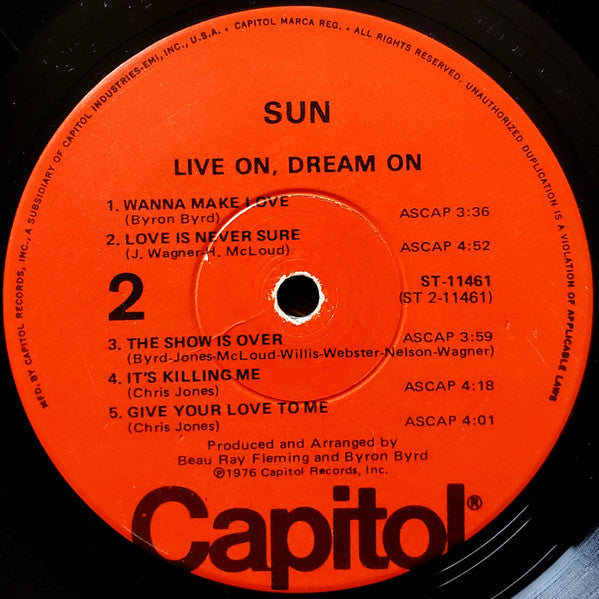 MFD. BY CAPITOL RECORDS, INC., A SUBSIDIARY OF CAPITOL INDUSTRIES-EMI, INC., U.S.A. · CAPITOL MARCA REG. · ALL RIGHTS RESERVED. UNAUTHORIZED DUPLICATION IS A VIOLATION OF APPLICABLE LAWS
SUN
LIVE ON, DREAM ON
1. WANNA MAKE LOVE
(Byron Byrd) ASCAP 3:36
2. LOVE IS NEVER SURE
(J. Wagner-H. McLoud) ASCAP 4:52
2
ST-11461
(ST 2-11461)
3. THE SHOW IS OVER ASCAP 3:59
(Byrd-Jones-McLoud-Willis-Webster-Nelson-Wagner)
4. IT'S KILLING ME
(Chris Jones) ASCAP 4:18
5. GIVE YOUR LOVE TO ME
(Chris Jones) ASCAP 4:01
Produced and Arranged by
Beau Ray Fleming and Byron Byrd
℗1976 Capitol Records, Inc.
Capitol®